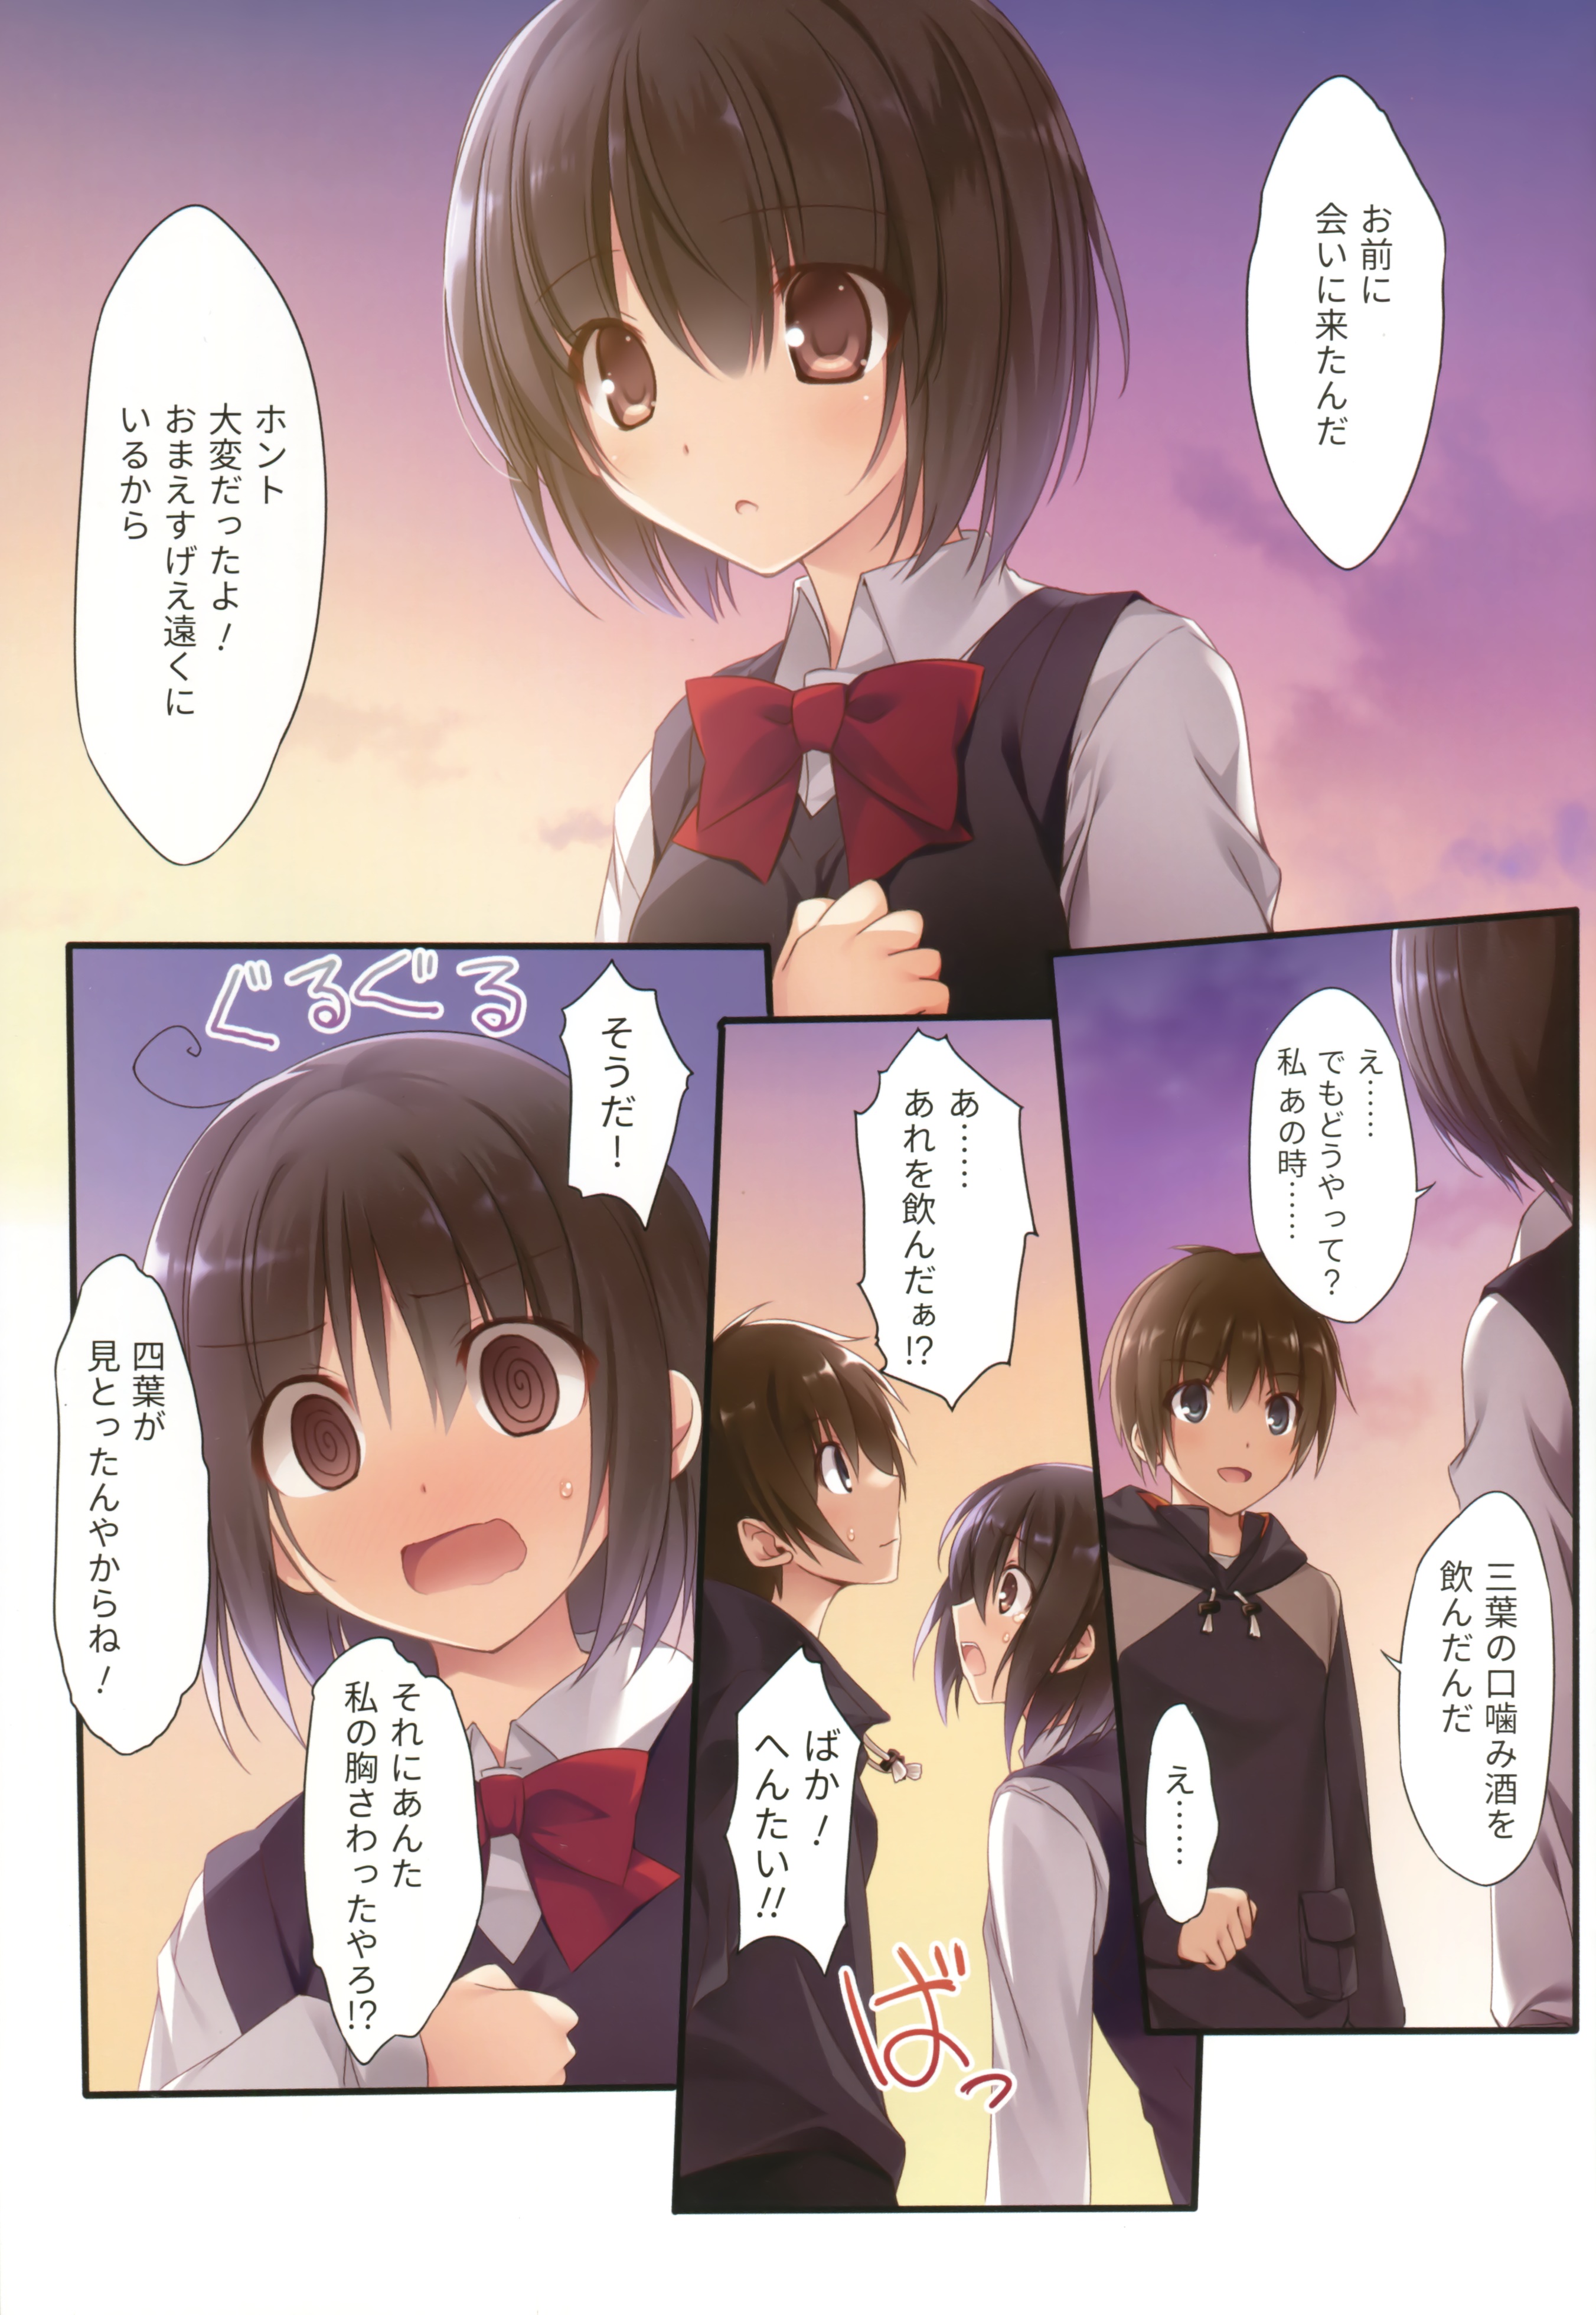 お前に
会いに来たんだ
ホント
大変だったよ！
おまえすげえ遠くに
いるから
え……
でもどうやって？
私 あの時……
三葉の口噛み酒を
飲んだんだ
え……
あ……
あれを飲んだぁ!?
ばか！
へんたい!!
ばっ
そうだ！
ぐるぐる
四葉が
見とったんやからね！
それにあんた
私の胸さわったやろ!?